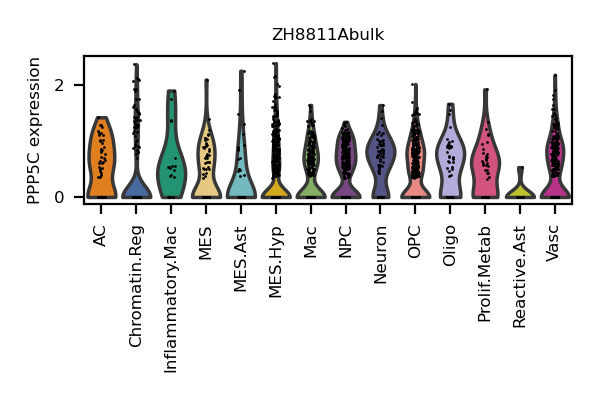 ZH8811Abulk
PPP5C expression
2
0
AC
Chromatin.Reg
Inflammatory.Mac
MES
MES.Ast
MES.Hyp
Mac
NPC
Neuron
OPC
Oligo
Prolif.Metab
Reactive.Ast
Vasc